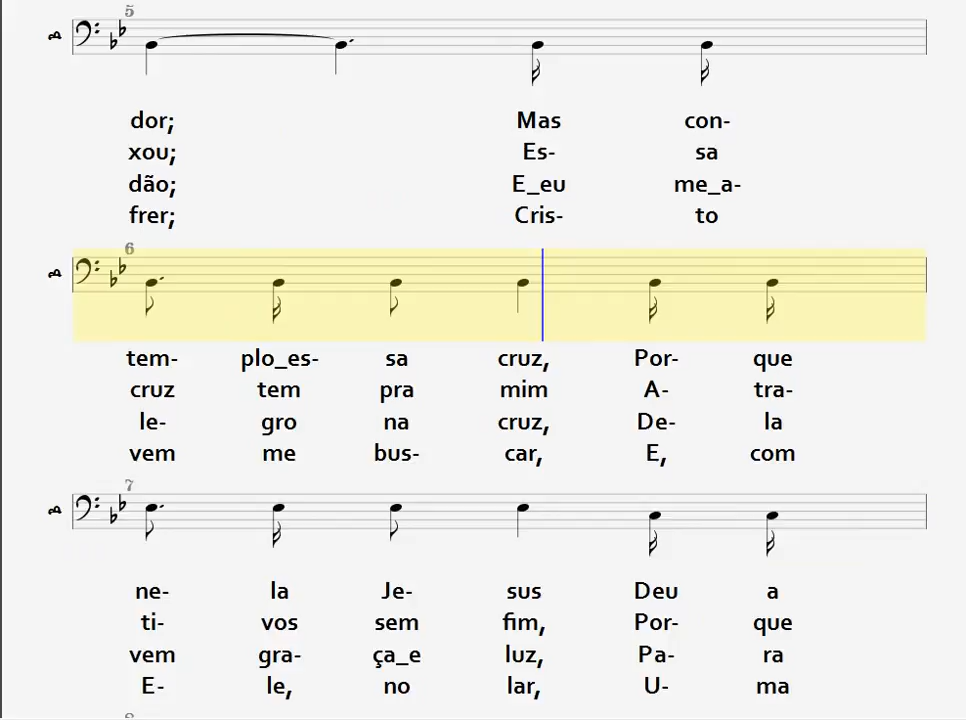 5
dor; Mas con-
xou; Es- sa
dão; E_eu me_a-
frer; Cris- to
6
tem- plo_es- sa cruz, Por- que
cruz tem pra mim A- tra-
le- gro na cruz, De- la
vem me bus- car, E, com
7
ne- la Je- sus Deu a
ti- vos sem fim, Por- que
vem gra- ça_e luz, Pa- ra
E- le, no lar, U- ma